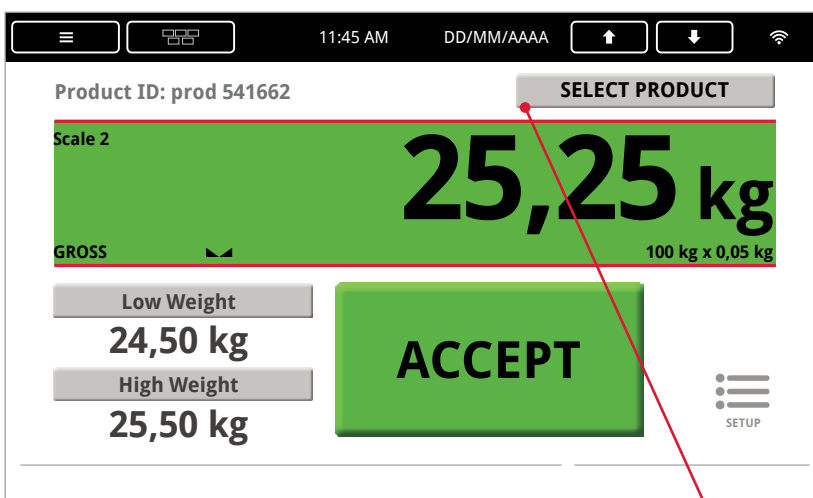 11:45 AM DD/MM/AAAA
Product ID: prod 541662 SELECT PRODUCT
Scale 2
25,25 kg
GROSS 100 kg x 0,05 kg
Low Weight
24,50 kg
ACCEPT
High Weight
25,50 kg
SETUP